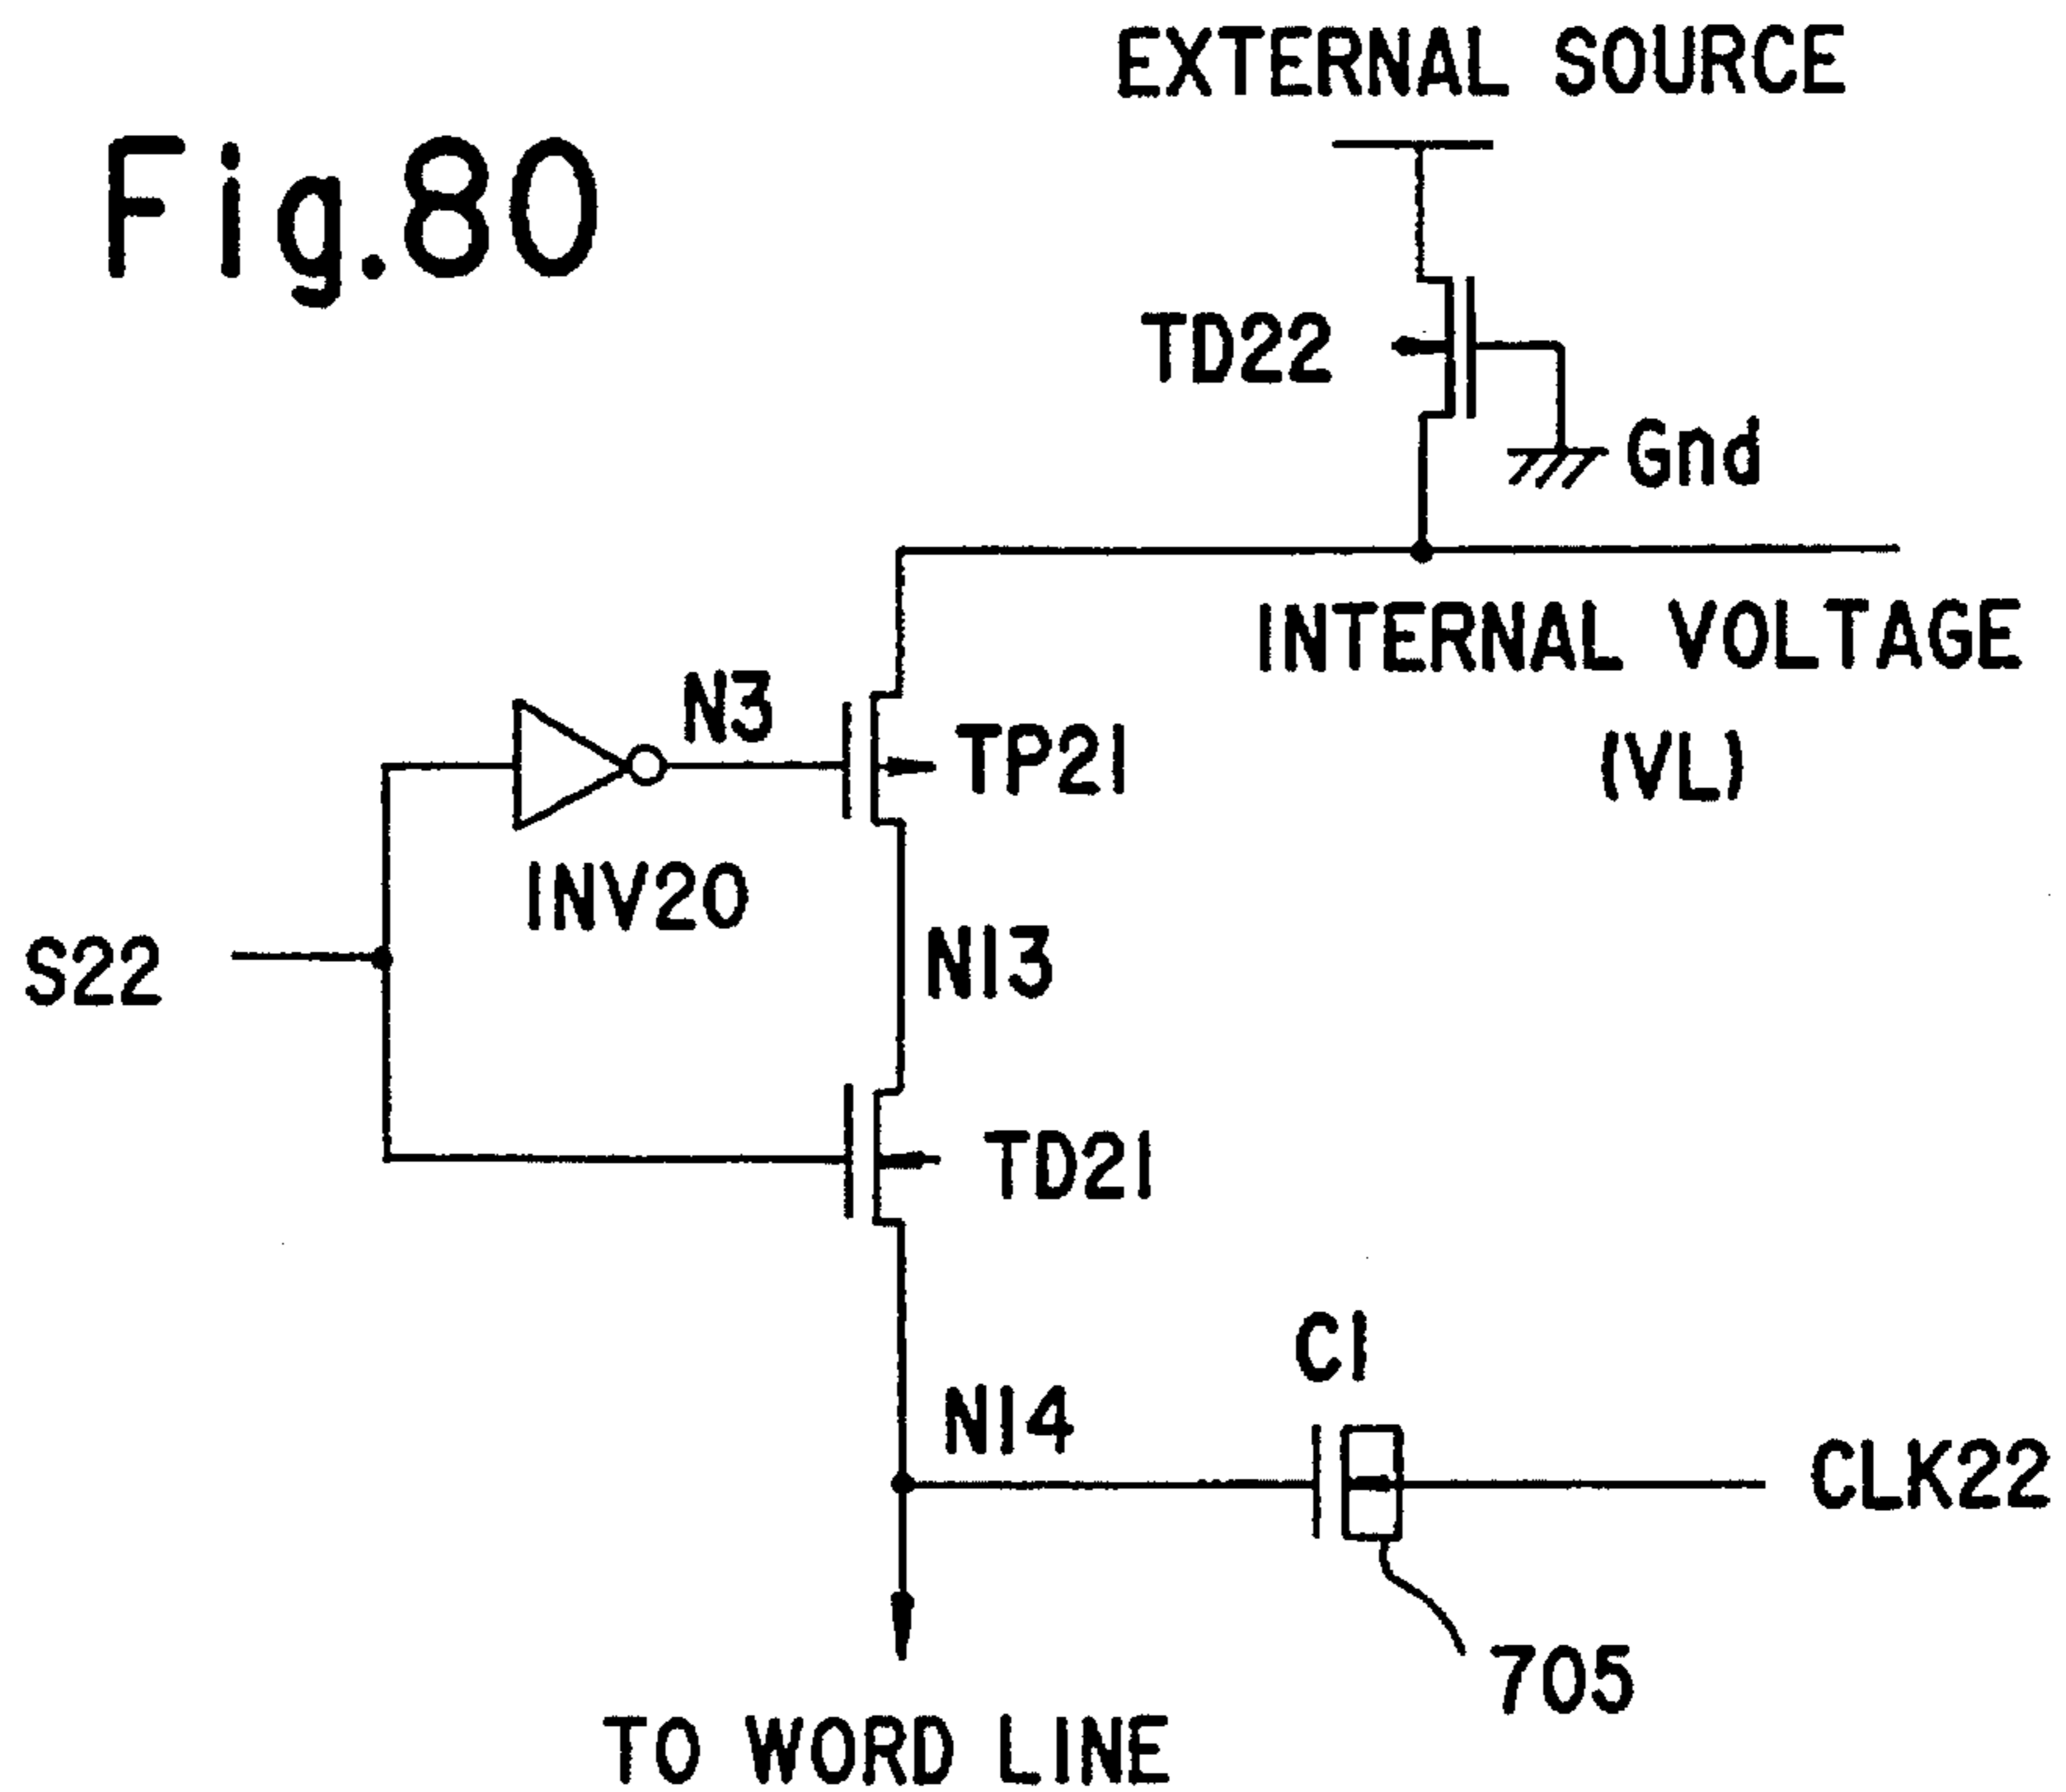 Fig.80
EXTERNAL SOURCE
TD22
Gnd
INTERNAL VOLTAGE
(VL)
N3
TP21
INV20
S22
N13
TD21
C1
N14
CLK22
705
TO WORD LINE